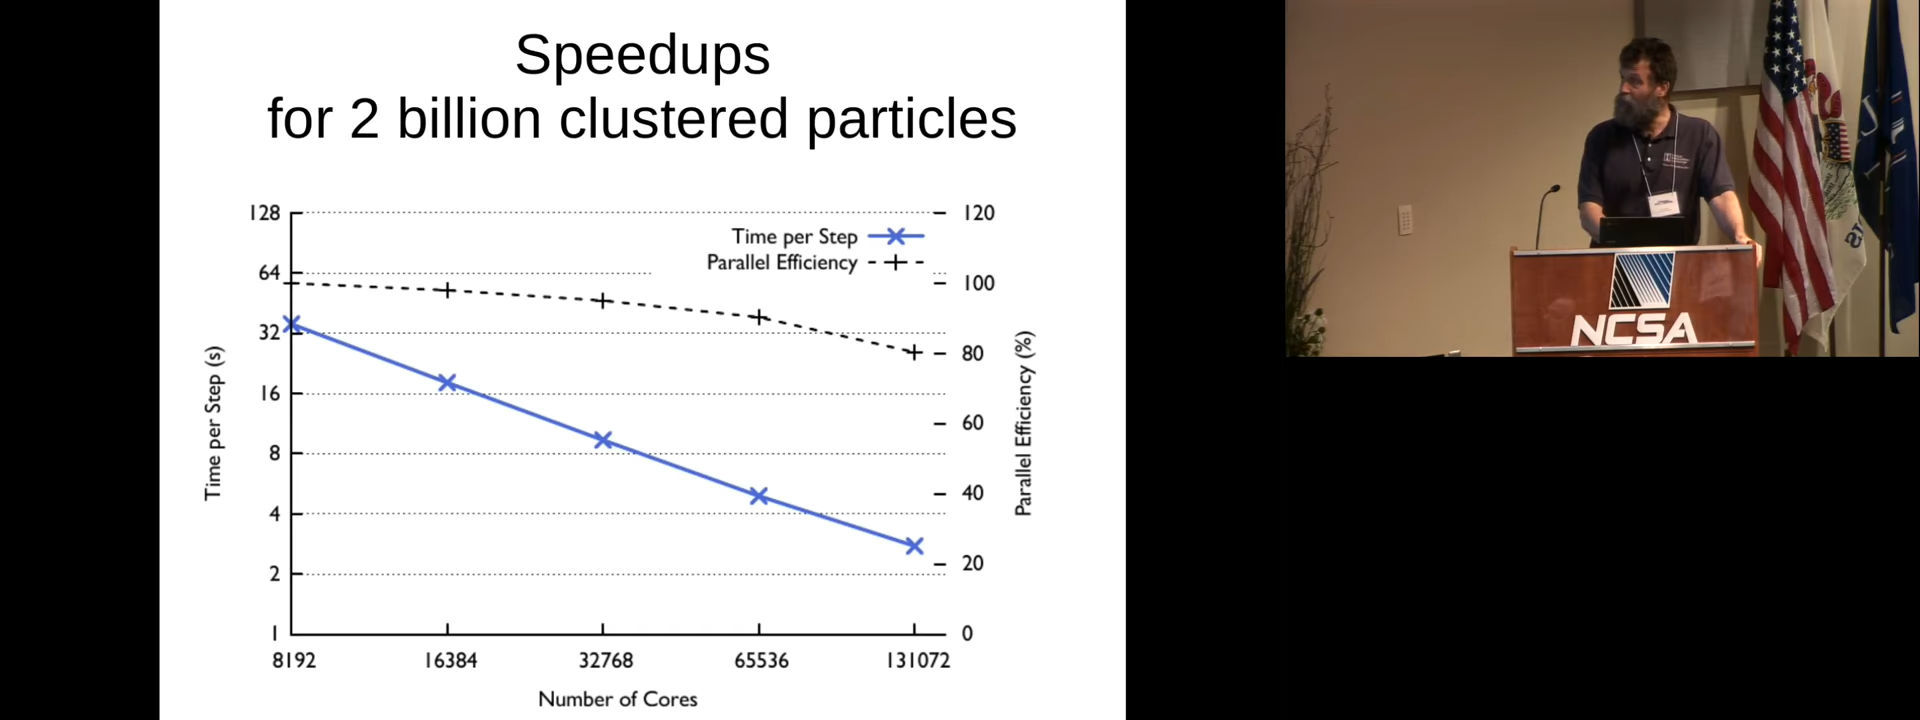 Speedups
for 2 billion clustered particles
128
64
32
16
8
4
2
1
Time per Step (s)
Time per Step
Parallel Efficiency
120
100
80
60
40
20
0
Parallel Efficiency (%)
8192
16384
32768
65536
131072
Number of Cores
NCSA